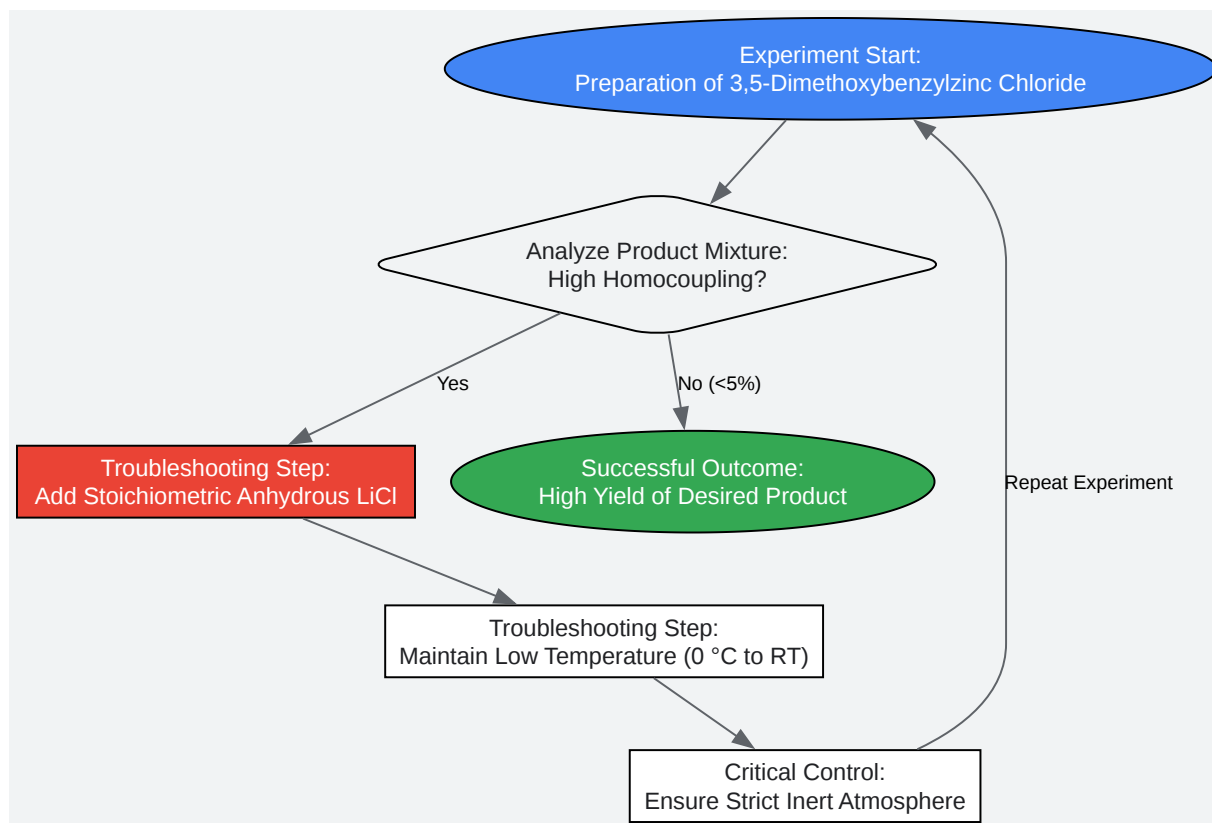 Experiment Start:
Preparation of 3,5-Dimethoxybenzylzinc Chloride
Analyze Product Mixture:
High Homocoupling?
Yes
No (<5%)
Troubleshooting Step:
Add Stoichiometric Anhydrous LiCl
Successful Outcome:
High Yield of Desired Product
Repeat Experiment
Troubleshooting Step:
Maintain Low Temperature (0 °C to RT)
Critical Control:
Ensure Strict Inert Atmosphere